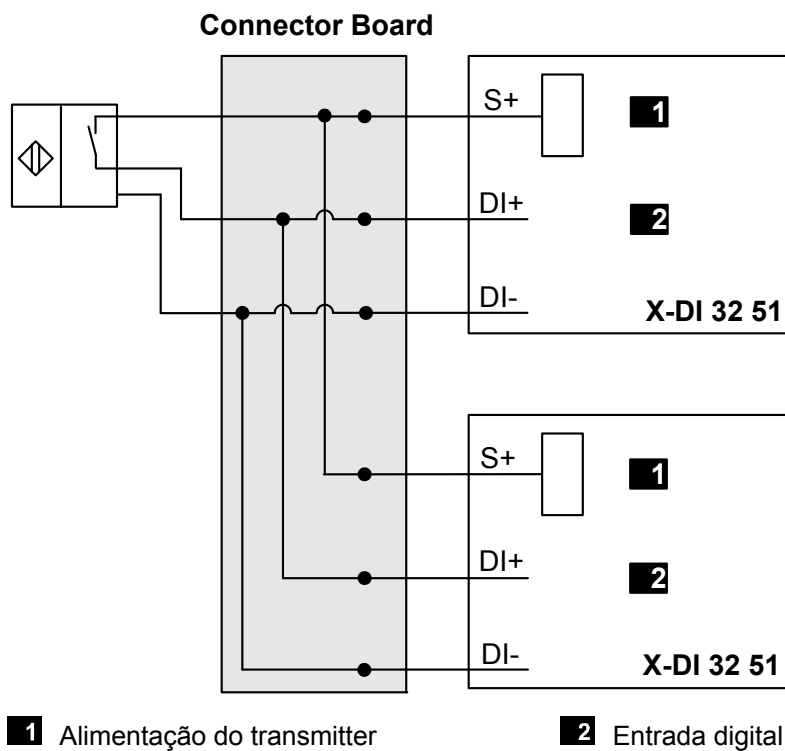 Connector Board
S+
1
DI+
2
DI-
X-DI 32 51
S+
1
DI+
2
DI-
X-DI 32 51
1 Alimentação do transmitter
2 Entrada digital